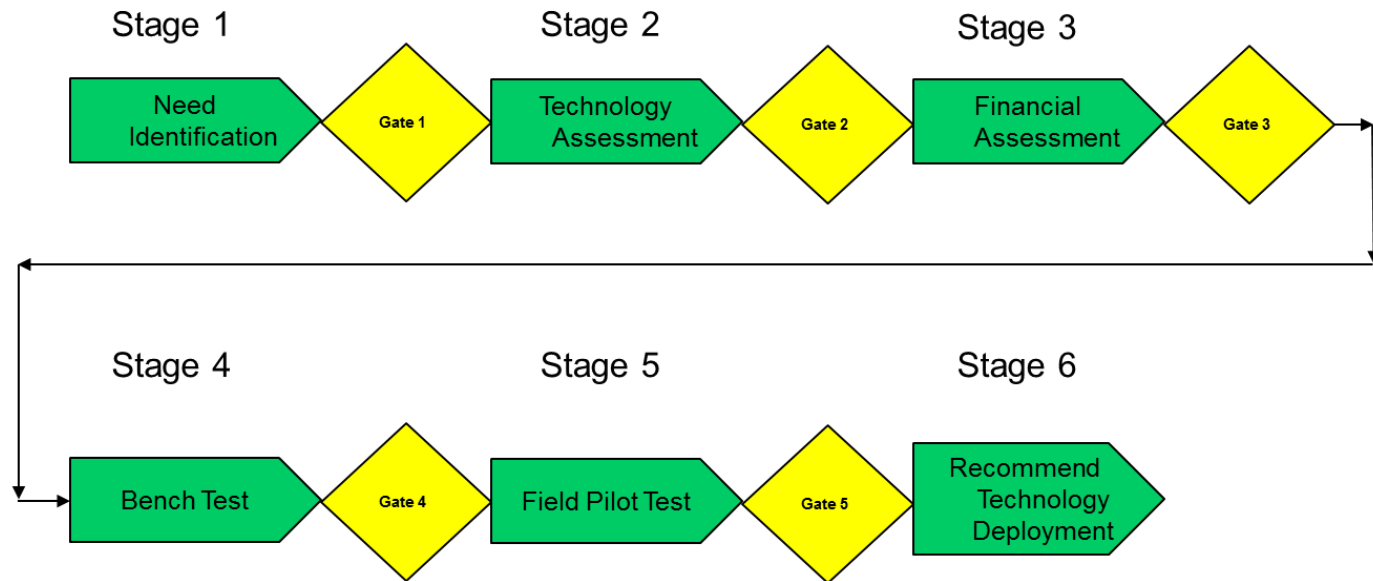 Stage 1
Stage 2
Stage 3
Need
Identification
Gate 1
Technology
Assessment
Gate 2
Financial
Assessment
Gate 3
Stage 4
Stage 5
Stage 6
Bench Test
Gate 4
Field Pilot Test
Gate 5
Recommend
Technology
Deployment